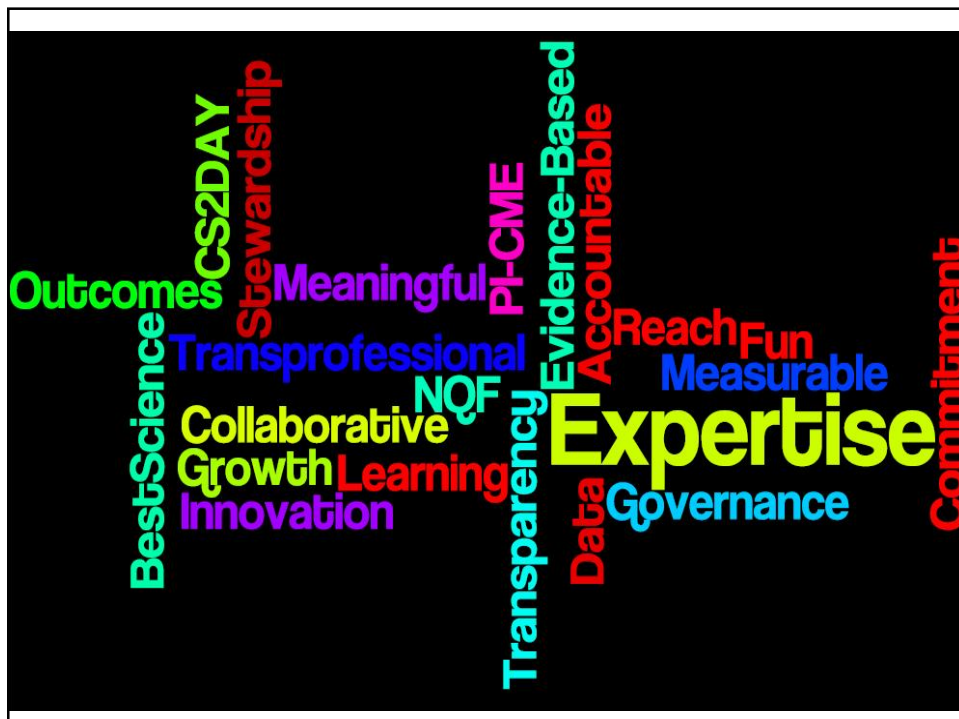 Outcomes
CS2DAY
Stewardship
Meaningful
PI-CME
Evidence-Based
Accountable
Reach
Fun
Commitment
BestScience
Transprofessional
Measurable
NQF
Collaborative
Expertise
Growth
Learning
Transparency
Innovation
Data
Governance